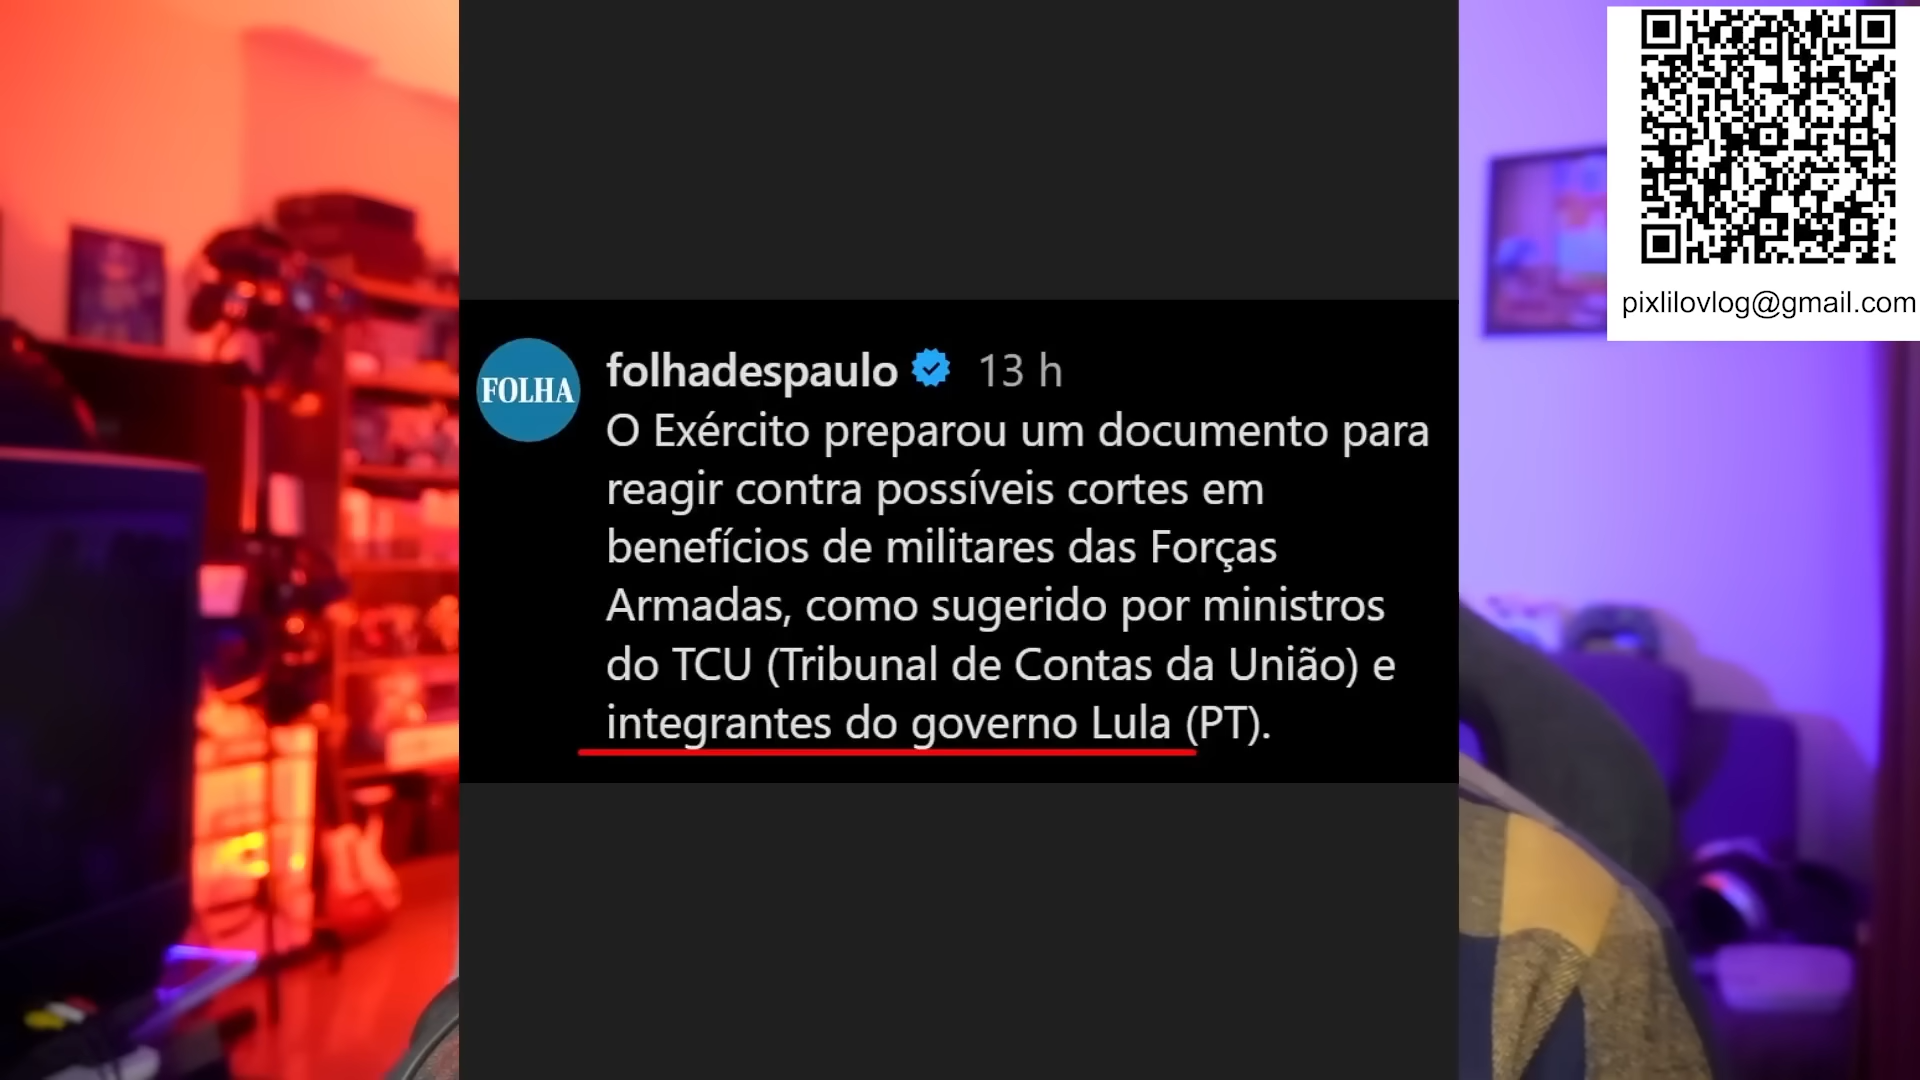 pixlilovlog@gmail.com
FOLHA
folhadespaulo 13 h
O Exército preparou um documento para
reagir contra possíveis cortes em
benefícios de militares das Forças
Armadas, como sugerido por ministros
do TCU (Tribunal de Contas da União) e
integrantes do governo Lula (PT).